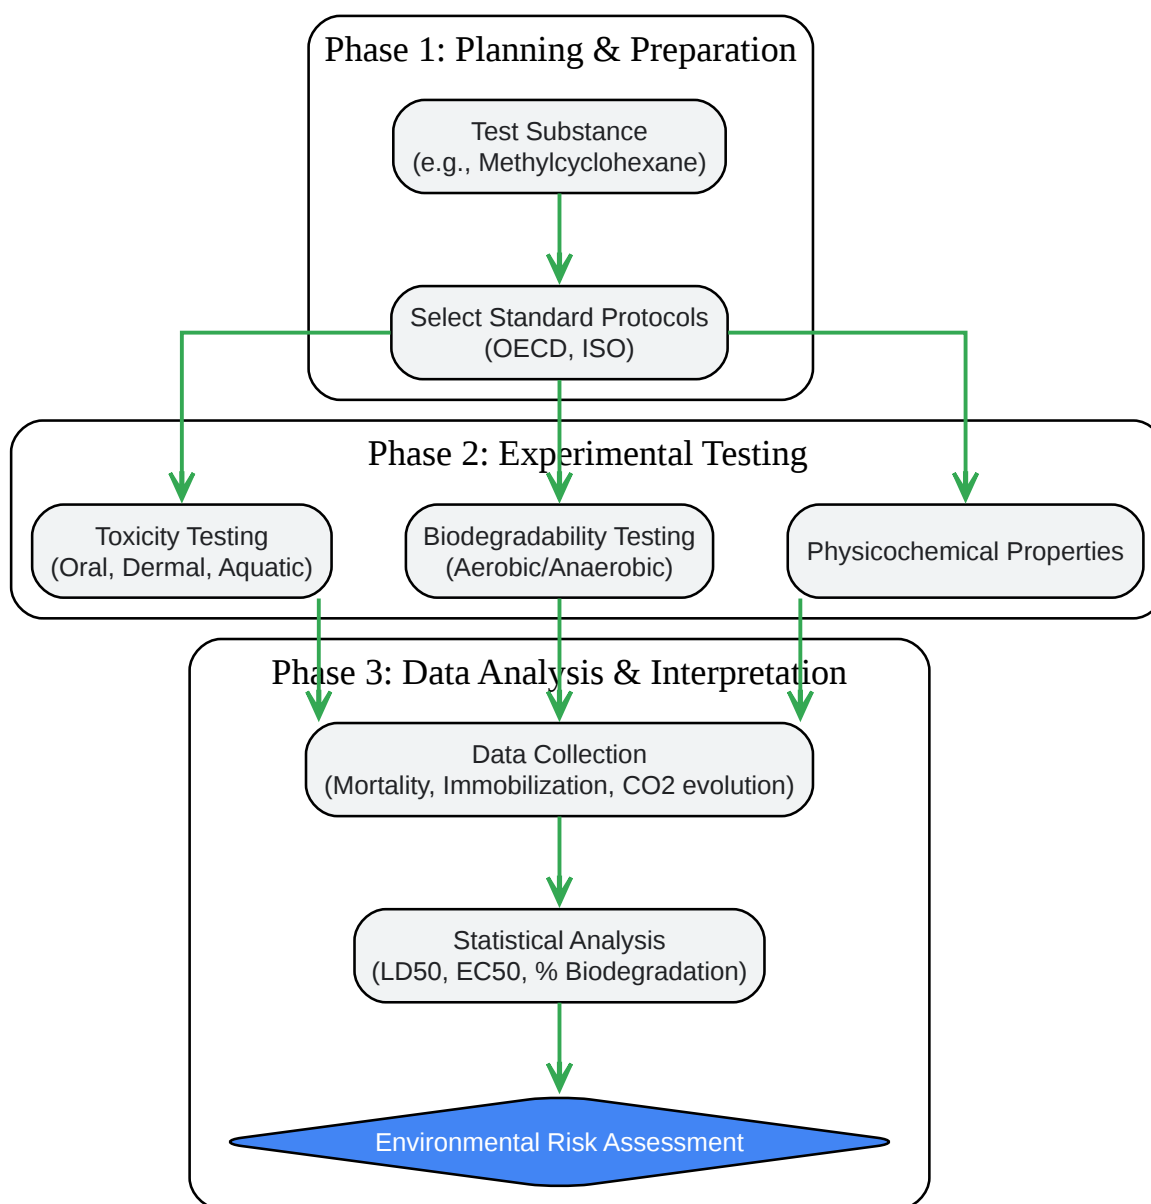 Phase 1: Planning & Preparation
Test Substance
(e.g., Methylcyclohexane)
Select Standard Protocols
(OECD, ISO)
Phase 2: Experimental Testing
Toxicity Testing
(Oral, Dermal, Aquatic)
Biodegradability Testing
(Aerobic/Anaerobic)
Physicochemical Properties
Phase 3: Data Analysis & Interpretation
Data Collection
(Mortality, Immobilization, CO2 evolution)
Statistical Analysis
(LD50, EC50, % Biodegradation)
Environmental Risk Assessment